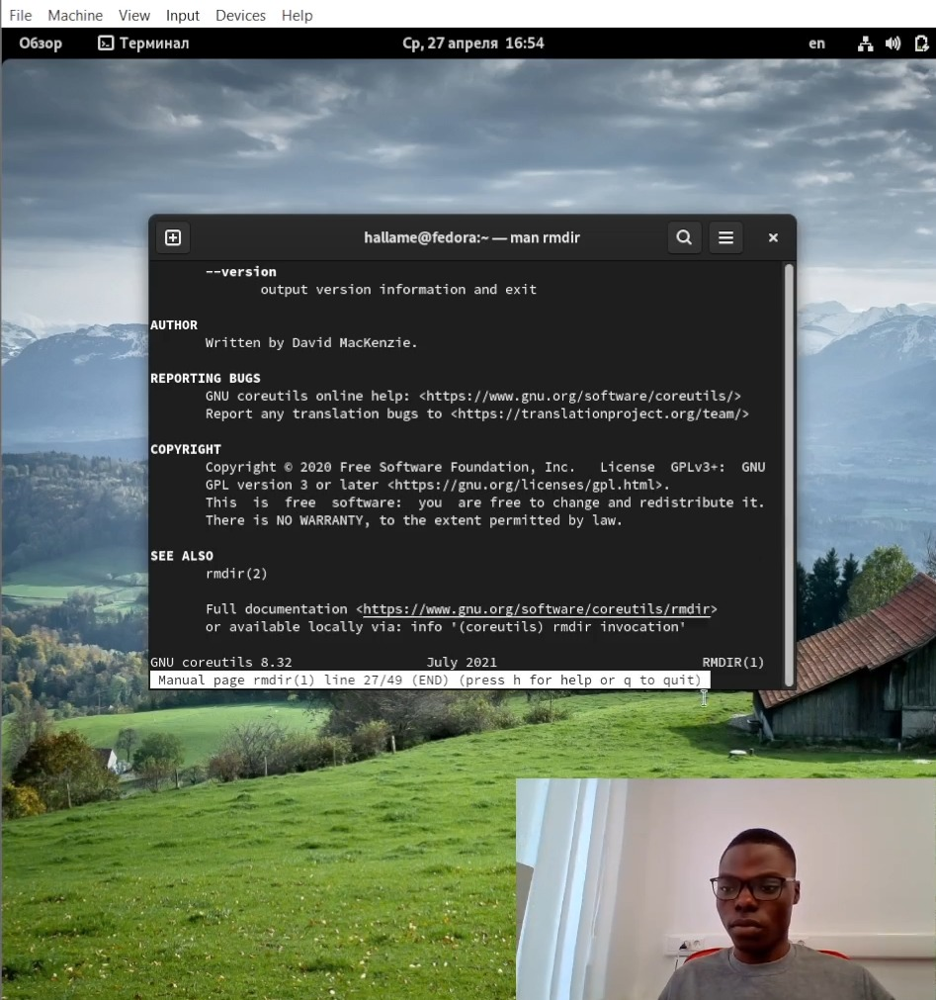 File Machine View Input Devices Help
Обзор Терминал Ср, 27 апреля 16:54 en
hallame@fedora:~ — man rmdir
--version
output version information and exit
AUTHOR
Written by David MacKenzie.
REPORTING BUGS
GNU coreutils online help: <https://www.gnu.org/software/coreutils/>
Report any translation bugs to <https://translationproject.org/team/>
COPYRIGHT
Copyright © 2020 Free Software Foundation, Inc. License GPLv3+: GNU
GPL version 3 or later <https://gnu.org/licenses/gpl.html>.
This is free software: you are free to change and redistribute it.
There is NO WARRANTY, to the extent permitted by law.
SEE ALSO
rmdir(2)
Full documentation <https://www.gnu.org/software/coreutils/rmdir>
or available locally via: info '(coreutils) rmdir invocation'
GNU coreutils 8.32 July 2021 RMDIR(1)
Manual page rmdir(1) line 27/49 (END) (press h for help or q to quit)